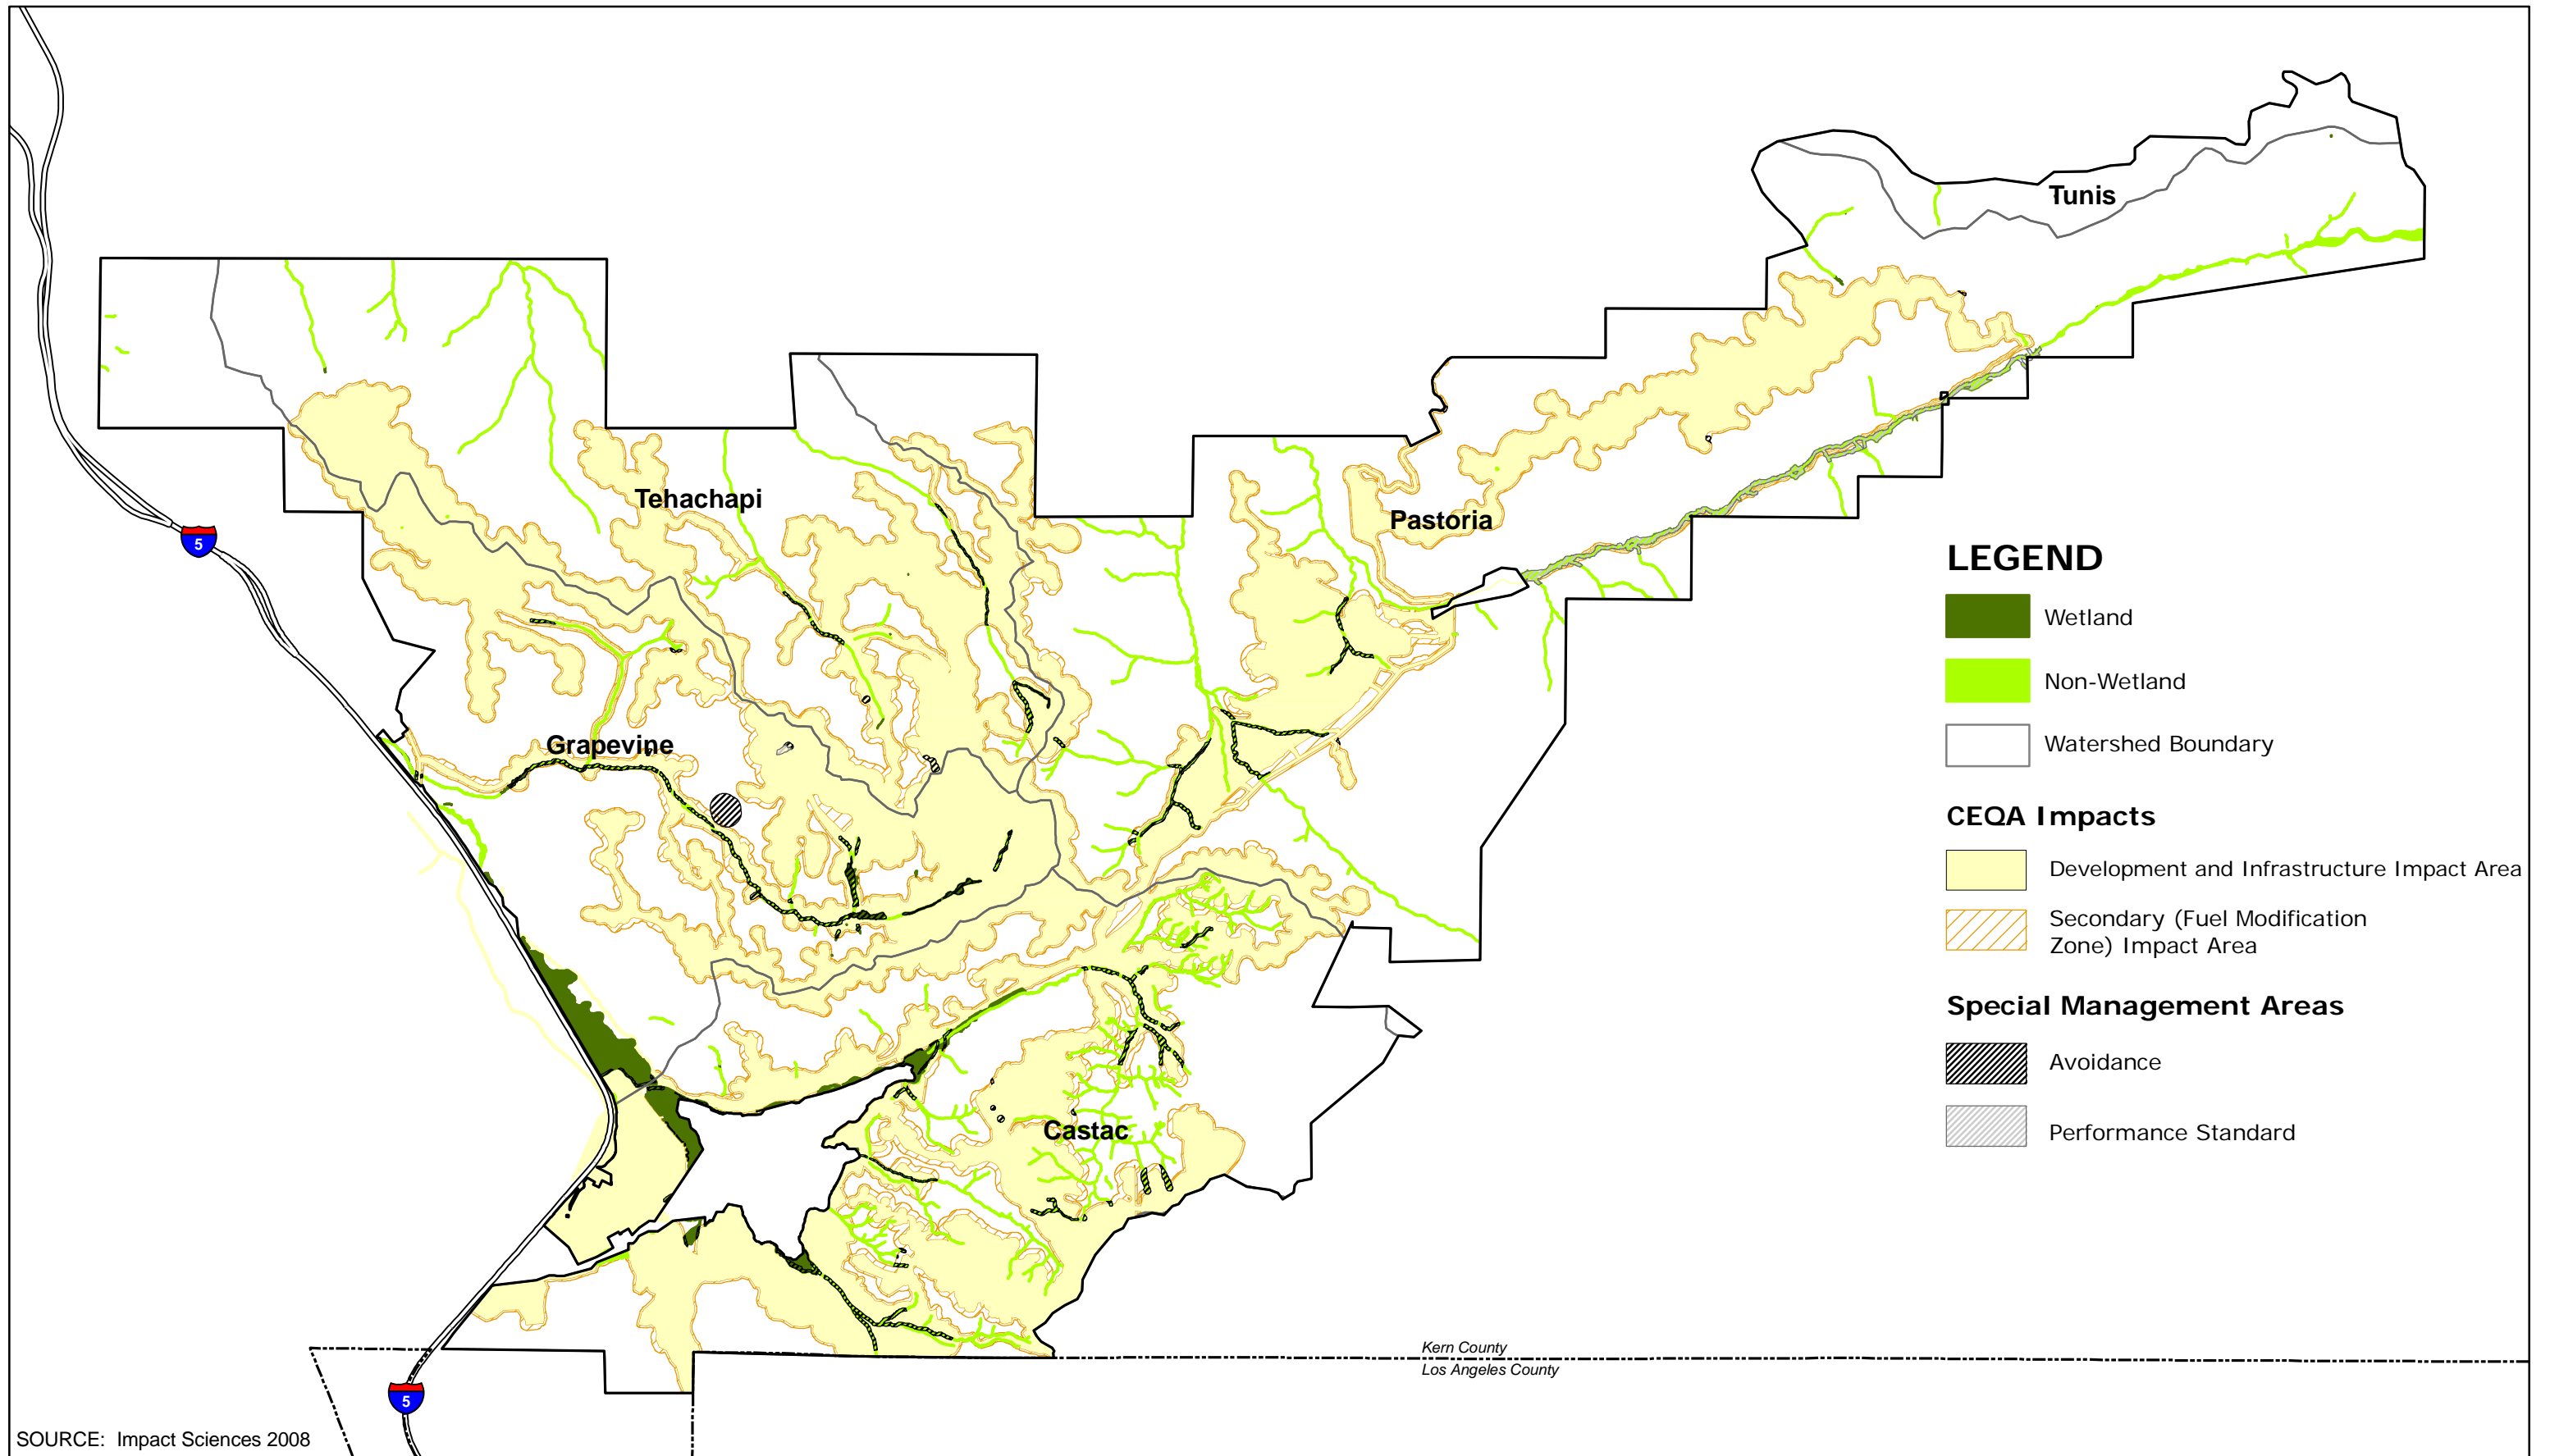 Tunis
Tehachapi
Pastoria
5
Grapevine
Castac
LEGEND
Wetland
Non-Wetland
Watershed Boundary
CEQA Impacts
Development and Infrastructure Impact Area
Secondary (Fuel Modification
Zone) Impact Area
Special Management Areas
Avoidance
Performance Standard
Kern County
Los Angeles County
5
SOURCE: Impact Sciences 2008